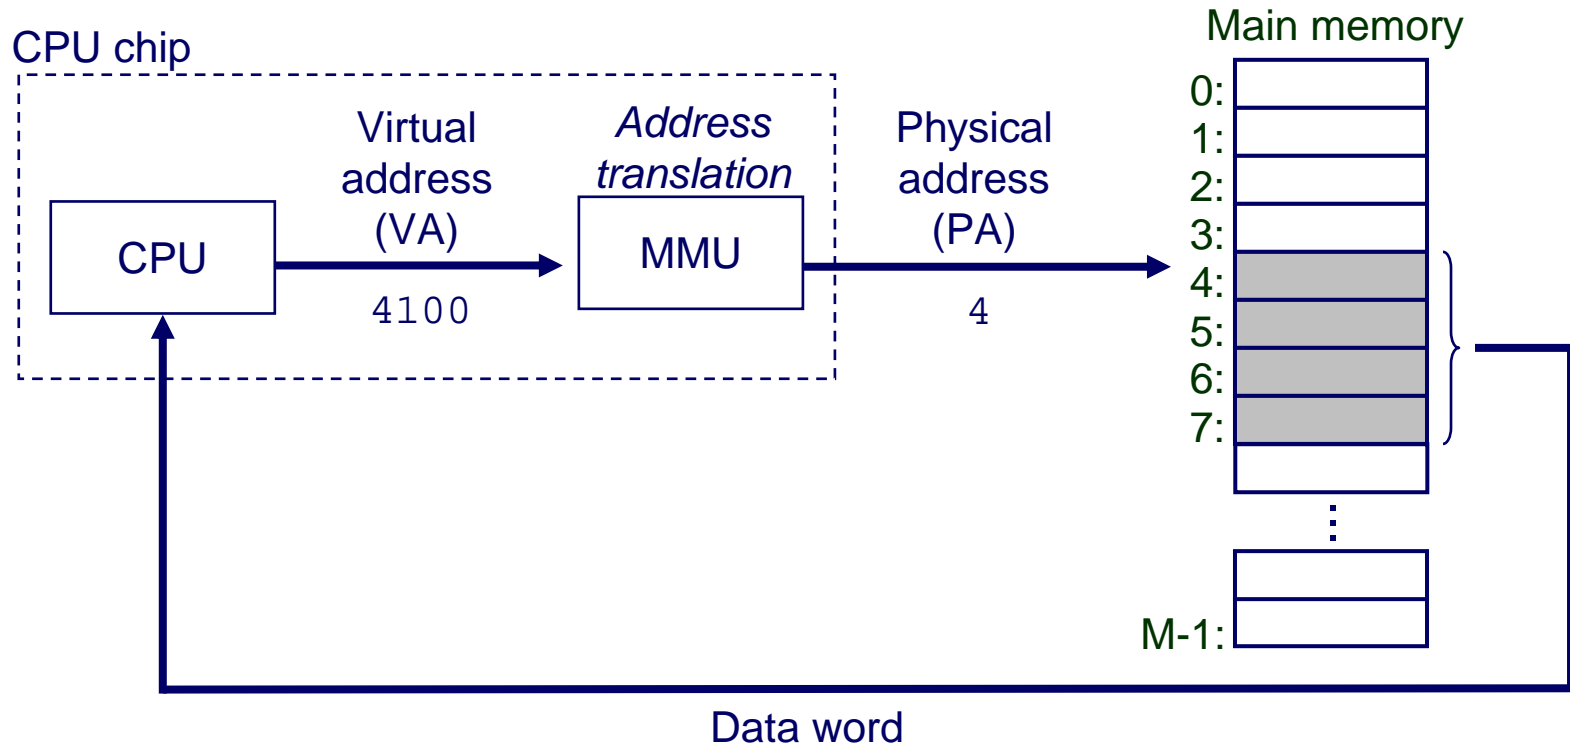 CPU chip
Main memory
Virtual
address
(VA)
Address
translation
Physical
address
(PA)
CPU
MMU
4100
4
0:
1:
2:
3:
4:
5:
6:
7:
M-1:
Data word